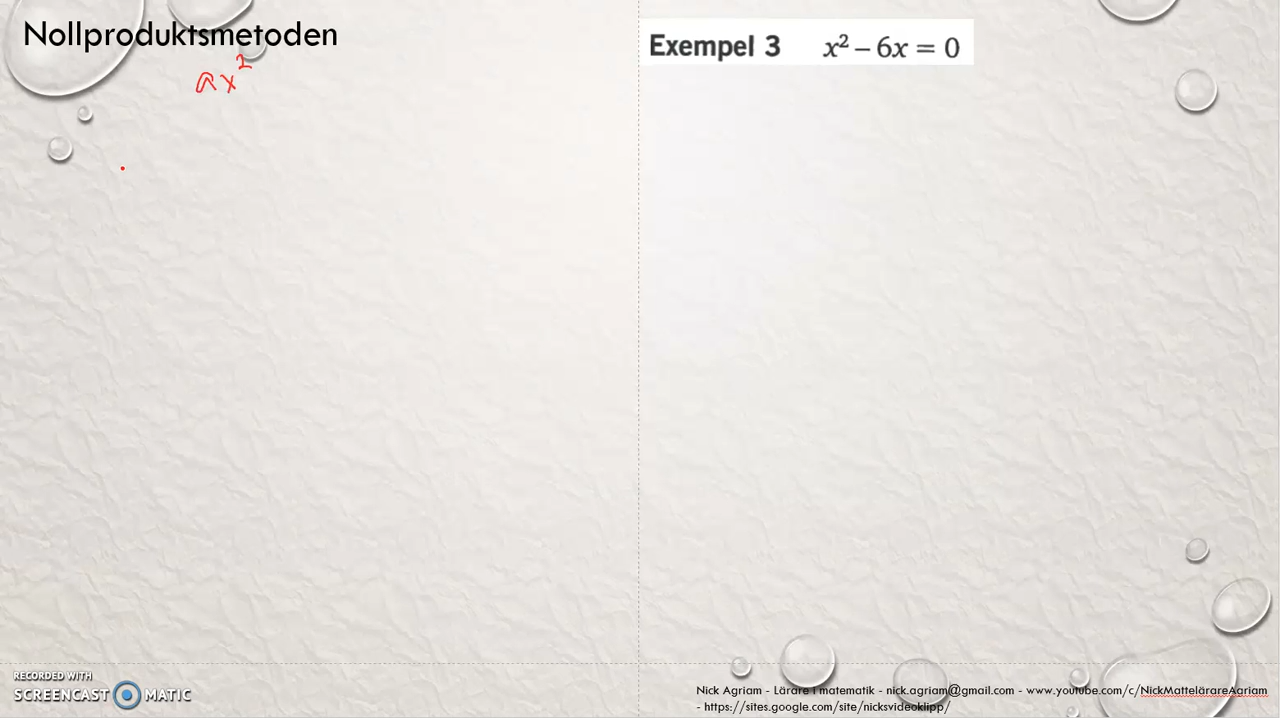 Nollproduktsmetoden
ax²
Exempel 3 x² – 6x = 0
RECORDED WITH
SCREENCAST MATIC
Nick Agriam - Lärare i matematik - nick.agriam@gmail.com - www.youtube.com/c/NickMattelärareAgriam
- https://sites.google.com/site/nicksvideoklipp/